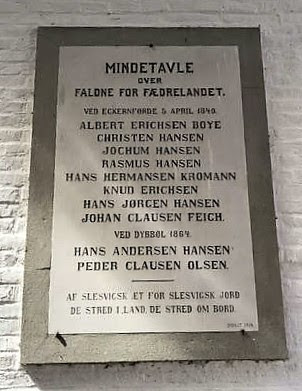 MINDETAVLE
OVER
FALDNE FOR FÆDRELANDET.
VED ECKERNFØRDE 5 APRIL 1849.
ALBERT ERICHSEN BOYE
CHRISTEN HANSEN
JOCHUM HANSEN
RASMUS HANSEN
HANS HERMANSEN KROMANN
KNUD ERICHSEN
HANS JØRGEN HANSEN
JOHAN CLAUSEN FEICH.
VED DYBBØL 1864.
HANS ANDERSEN HANSEN
PEDER CLAUSEN OLSEN.
AF SLESVIGSK ÆT FOR SLESVIGSK JORD
DE STRED I LAND, DE STRED OM BORD.